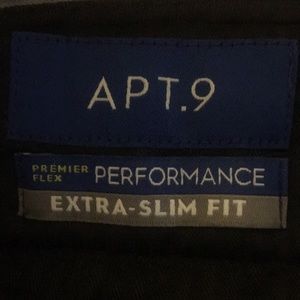 APT.9
PREMIER FLEX PERFORMANCE
EXTRA-SLIM FIT